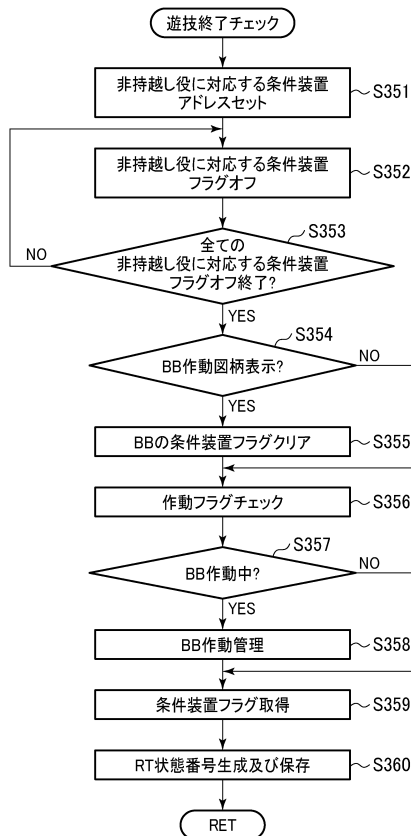 遊技終了チェック
非持越し役に対応する条件装置
アドレスセット
S351
非持越し役に対応する条件装置
フラグオフ
S352
S353
全ての
非持越し役に対応する条件装置
フラグオフ終了?
NO
YES
S354
BB作動図柄表示?
NO
YES
BBの条件装置フラグクリア
S355
作動フラグチェック
S356
S357
BB作動中?
NO
YES
BB作動管理
S358
条件装置フラグ取得
S359
RT状態番号生成及び保存
S360
RET